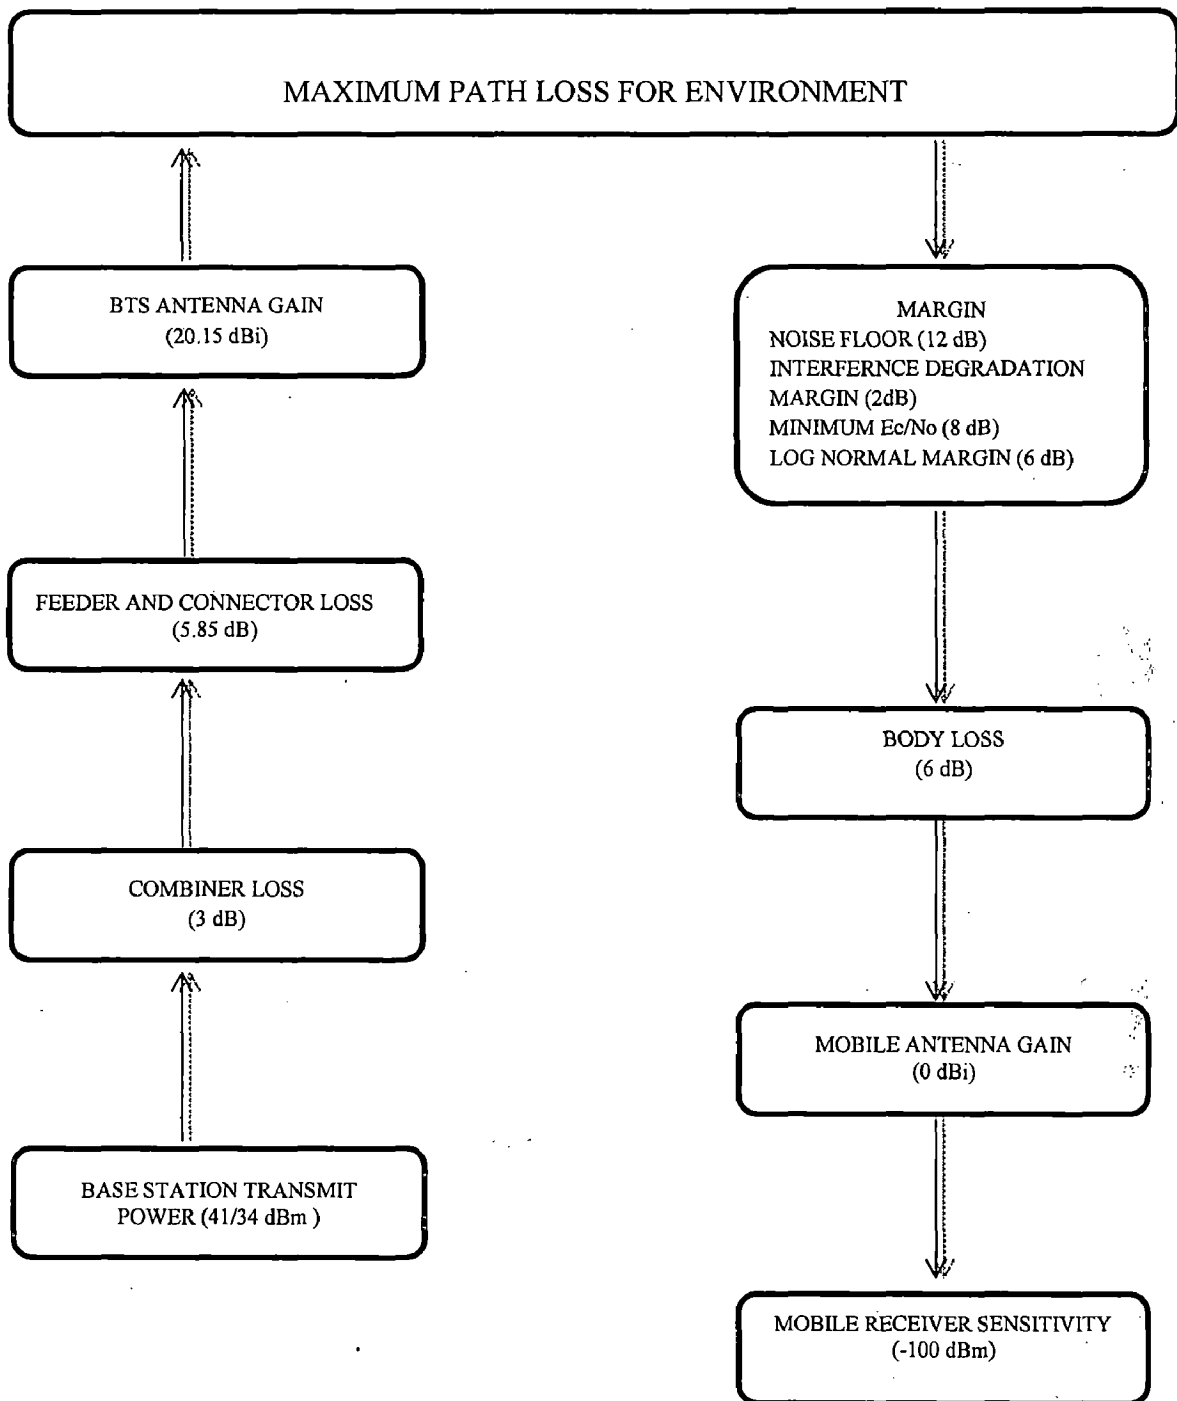 MAXIMUM PATH LOSS FOR ENVIRONMENT
BTS ANTENNA GAIN
(20.15 dBi)
FEEDER AND CONNECTOR LOSS
(5.85 dB)
COMBINER LOSS
(3 dB)
BASE STATION TRANSMIT
POWER (41/34 dBm )
MARGIN
NOISE FLOOR (12 dB)
INTERFERNCE DEGRADATION
MARGIN (2dB)
MINIMUM Ec/No (8 dB)
LOG NORMAL MARGIN (6 dB)
BODY LOSS
(6 dB)
MOBILE ANTENNA GAIN
(0 dBi)
MOBILE RECEIVER SENSITIVITY
(-100 dBm)